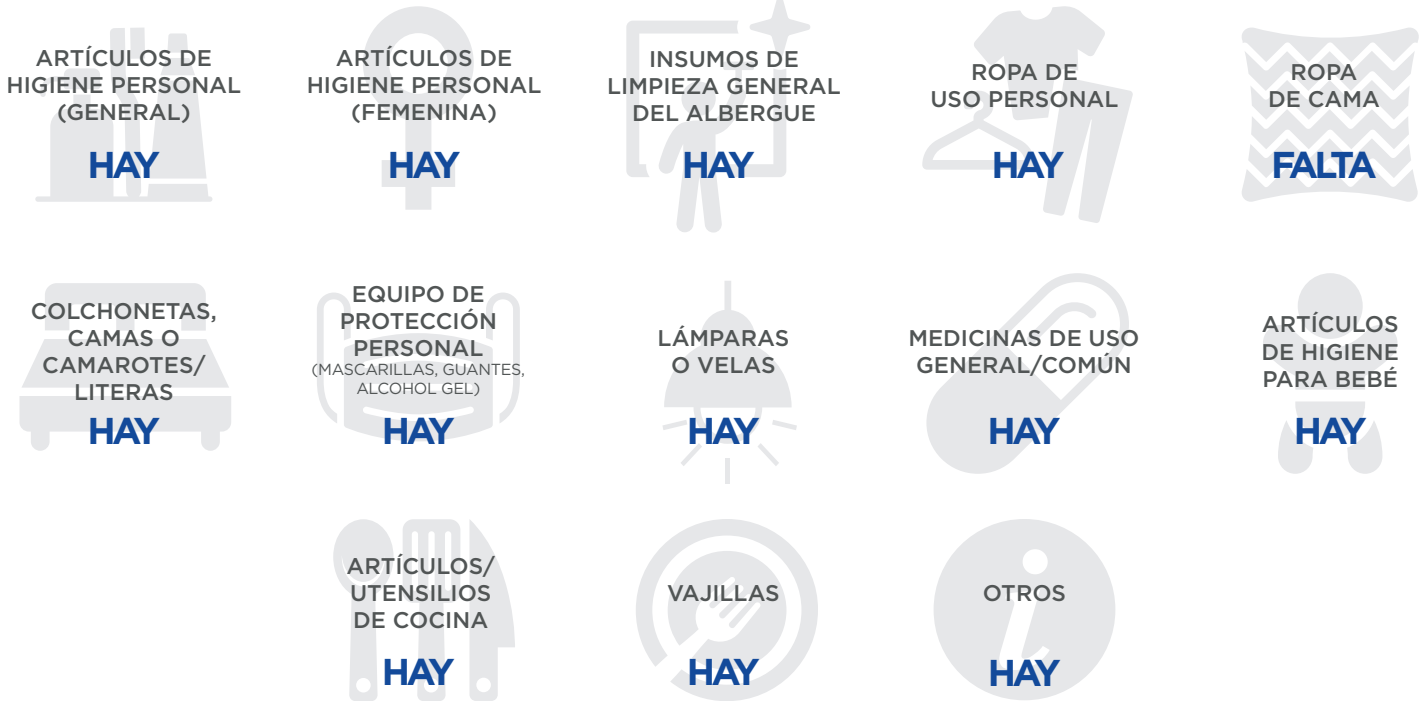 ARTÍCULOS DE
HIGIENE PERSONAL
(GENERAL)
HAY
ARTÍCULOS DE
HIGIENE PERSONAL
(FEMENINA)
HAY
INSUMOS DE
LIMPIEZA GENERAL
DEL ALBERGUE
HAY
ROPA DE
USO PERSONAL
HAY
ROPA
DE CAMA
FALTA
COLCHONETAS,
CAMAS O
CAMAROTES/
LITERAS
HAY
EQUIPO DE
PROTECCIÓN
PERSONAL
(MASCARILLAS, GUANTES,
ALCOHOL GEL)
HAY
LÁMPARAS
O VELAS
HAY
MEDICINAS DE USO
GENERAL/COMÚN
HAY
ARTÍCULOS
DE HIGIENE
PARA BEBÉ
HAY
ARTÍCULOS/
UTENSILIOS
DE COCINA
HAY
VAJILLAS
HAY
OTROS
HAY